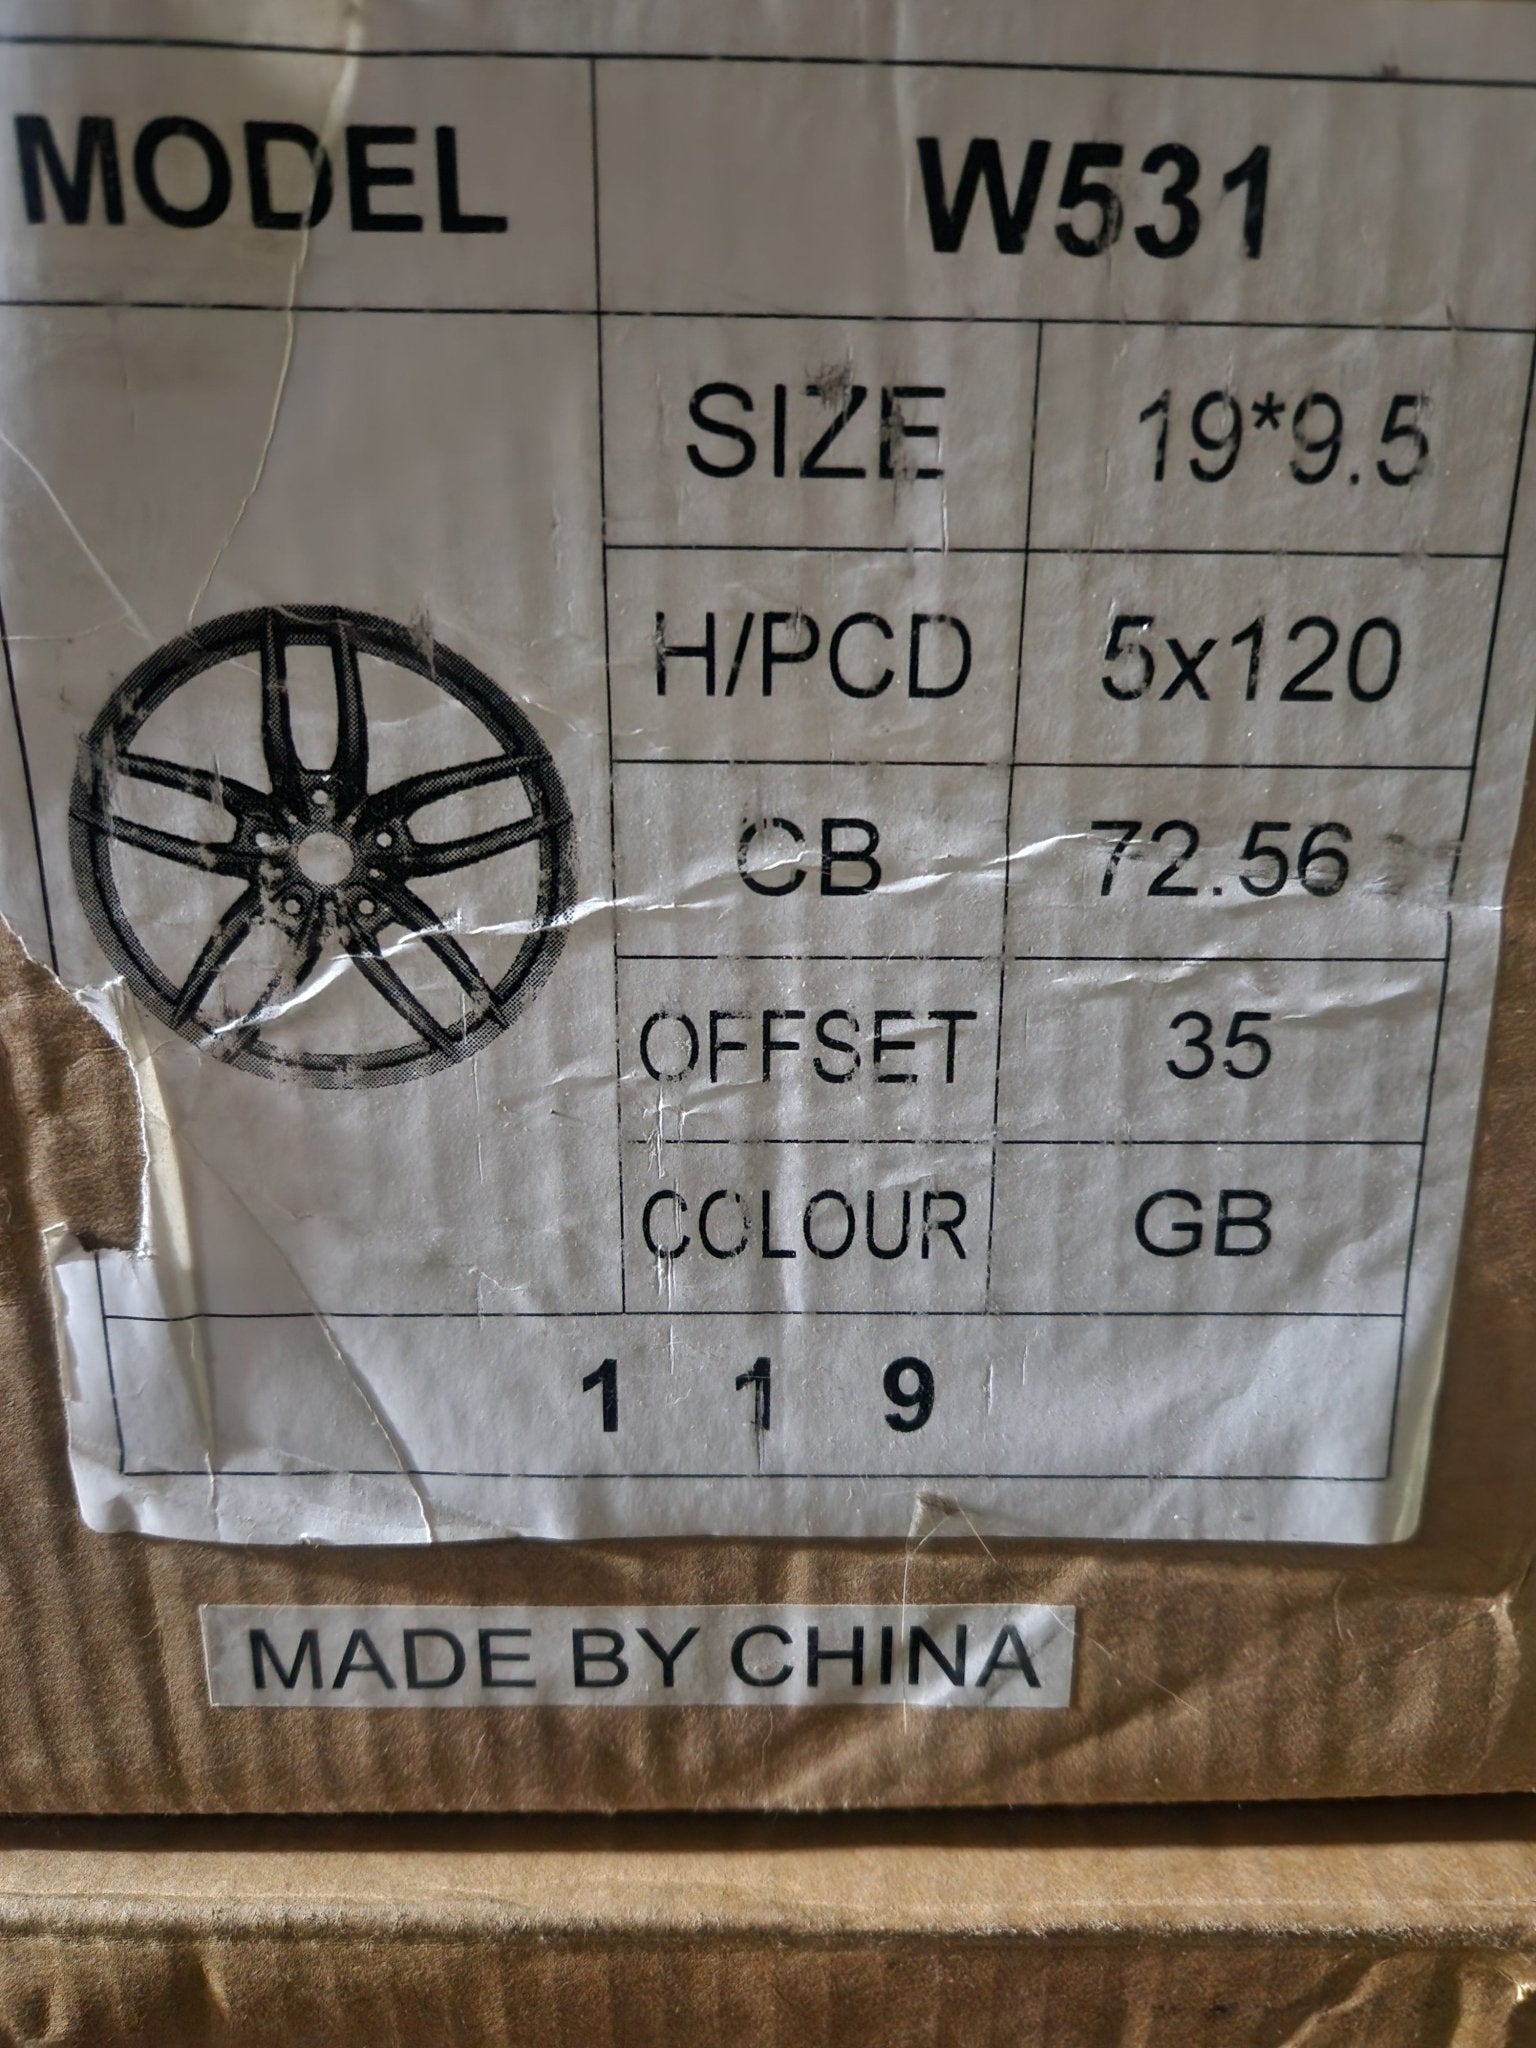 MODEL W531
SIZE 19*9.5
H/PCD 5x120
CB 72.56
OFFSET 35
COLOUR GB
1 1 9
MADE BY CHINA